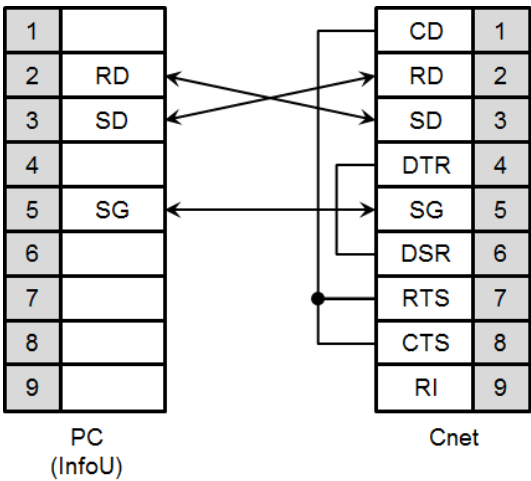 1 CD 1
2 RD RD 2
3 SD SD 3
4 DTR 4
5 SG SG 5
6 DSR 6
7 RTS 7
8 CTS 8
9 RI 9
PC Cnet
(InfoU)